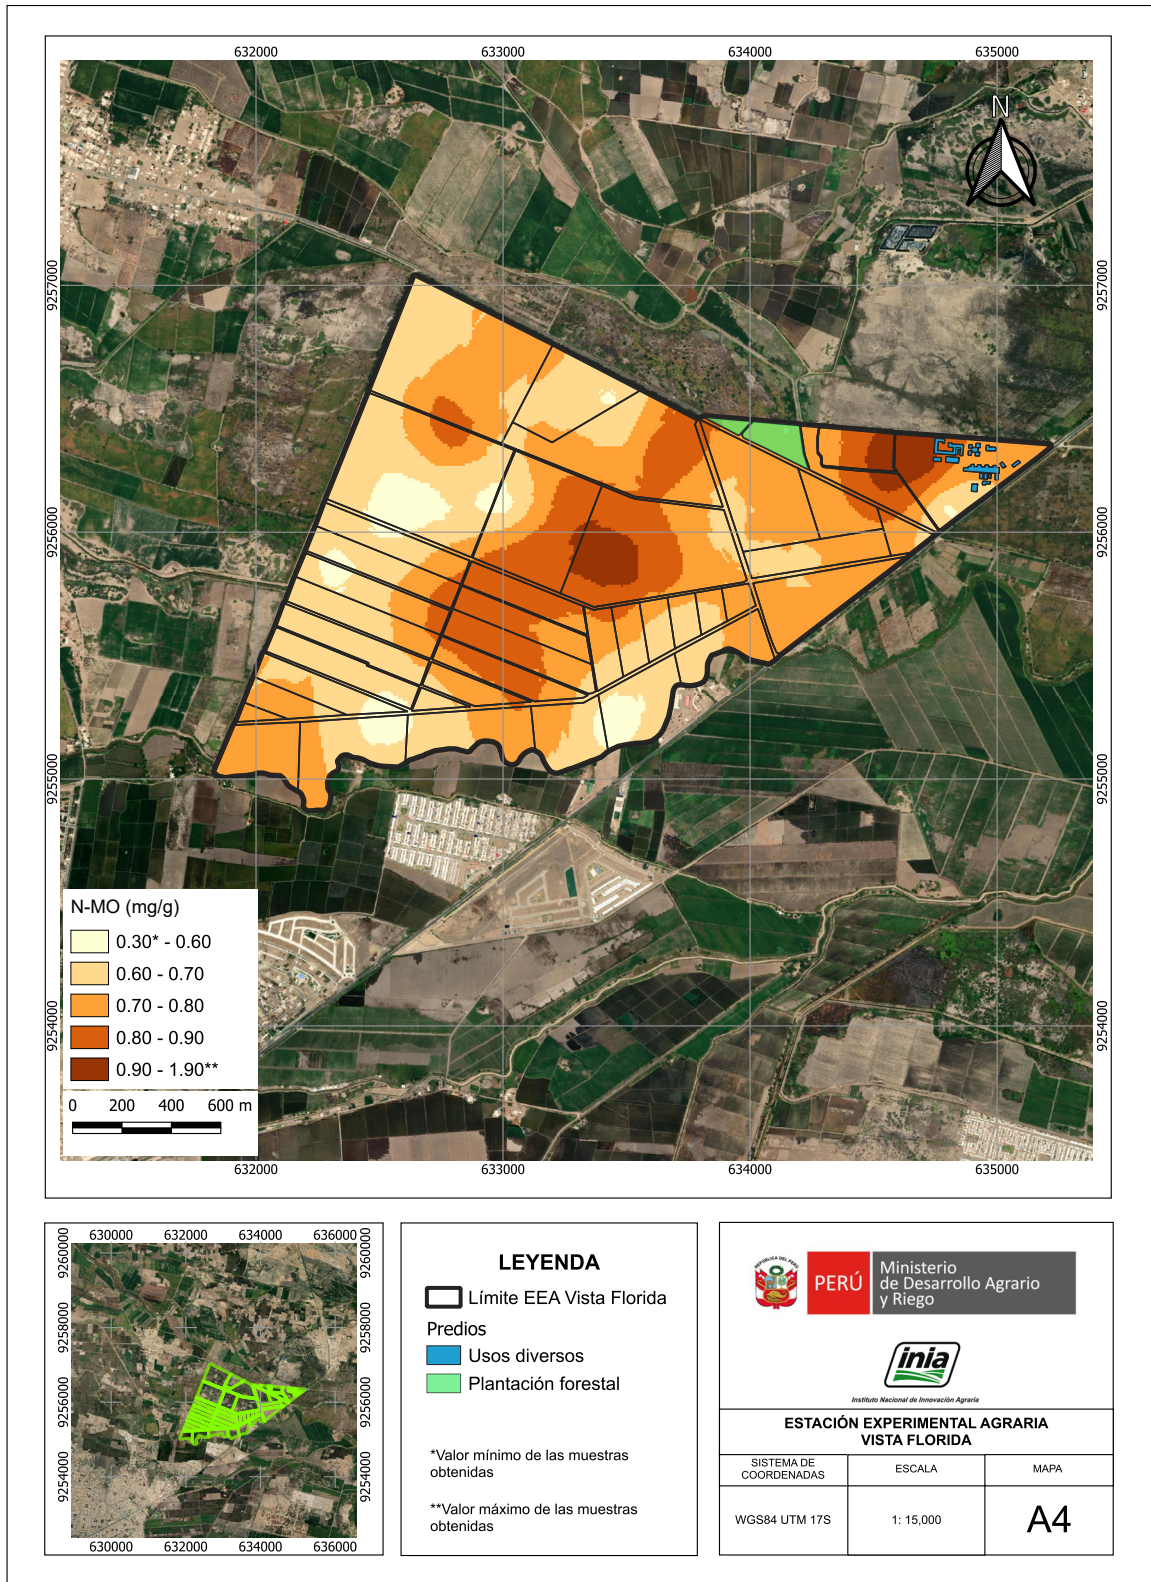 632000
633000
634000
635000
N
9257000
9257000
9256000
9256000
9255000
9255000
9254000
9254000
N-MO (mg/g)
0.30* - 0.60
0.60 - 0.70
0.70 - 0.80
0.80 - 0.90
0.90 - 1.90**
0 200 400 600 m
632000
633000
634000
635000
630000 632000 634000 636000
9260000
9260000
9258000
9258000
9256000
9256000
9254000
9254000
630000 632000 634000 636000
LEYENDA
Límite EEA Vista Florida
Predios
Usos diversos
Plantación forestal
*Valor mínimo de las muestras
obtenidas
**Valor máximo de las muestras
obtenidas
REPÚBLICA DEL PERÚ
PERÚ
Ministerio
de Desarrollo Agrario
y Riego
inia
Instituto Nacional de Innovación Agraria
ESTACIÓN EXPERIMENTAL AGRARIA
VISTA FLORIDA
SISTEMA DE
COORDENADAS
ESCALA
MAPA
WGS84 UTM 17S
1: 15,000
A4